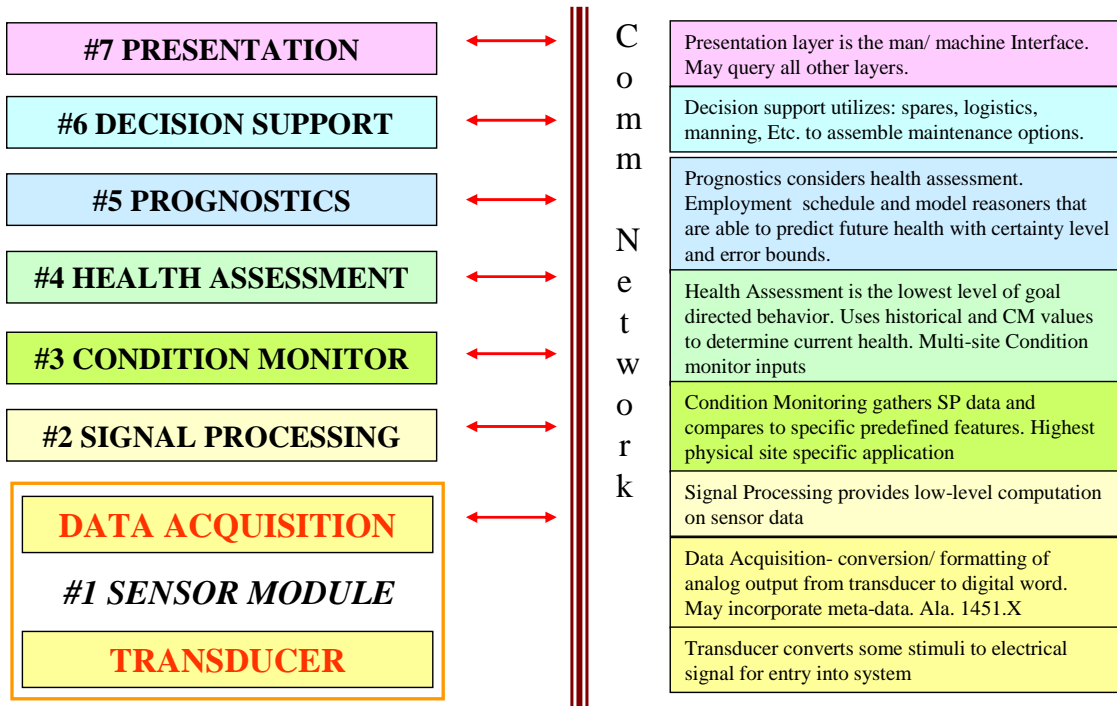 #7 PRESENTATION
#6 DECISION SUPPORT
#5 PROGNOSTICS
#4 HEALTH ASSESSMENT
#3 CONDITION MONITOR
#2 SIGNAL PROCESSING
DATA ACQUISITION
#1 SENSOR MODULE
TRANSDUCER
C
o
m
m
N
e
t
w
o
r
k
Presentation layer is the man/ machine Interface.
May query all other layers.
Decision support utilizes: spares, logistics,
manning, Etc. to assemble maintenance options.
Prognostics considers health assessment.
Employment schedule and model reasoners that
are able to predict future health with certainty level
and error bounds.
Health Assessment is the lowest level of goal
directed behavior. Uses historical and CM values
to determine current health. Multi-site Condition
monitor inputs
Condition Monitoring gathers SP data and
compares to specific predefined features. Highest
physical site specific application
Signal Processing provides low-level computation
on sensor data
Data Acquisition- conversion/ formatting of
analog output from transducer to digital word.
May incorporate meta-data. Ala. 1451.X
Transducer converts some stimuli to electrical
signal for entry into system